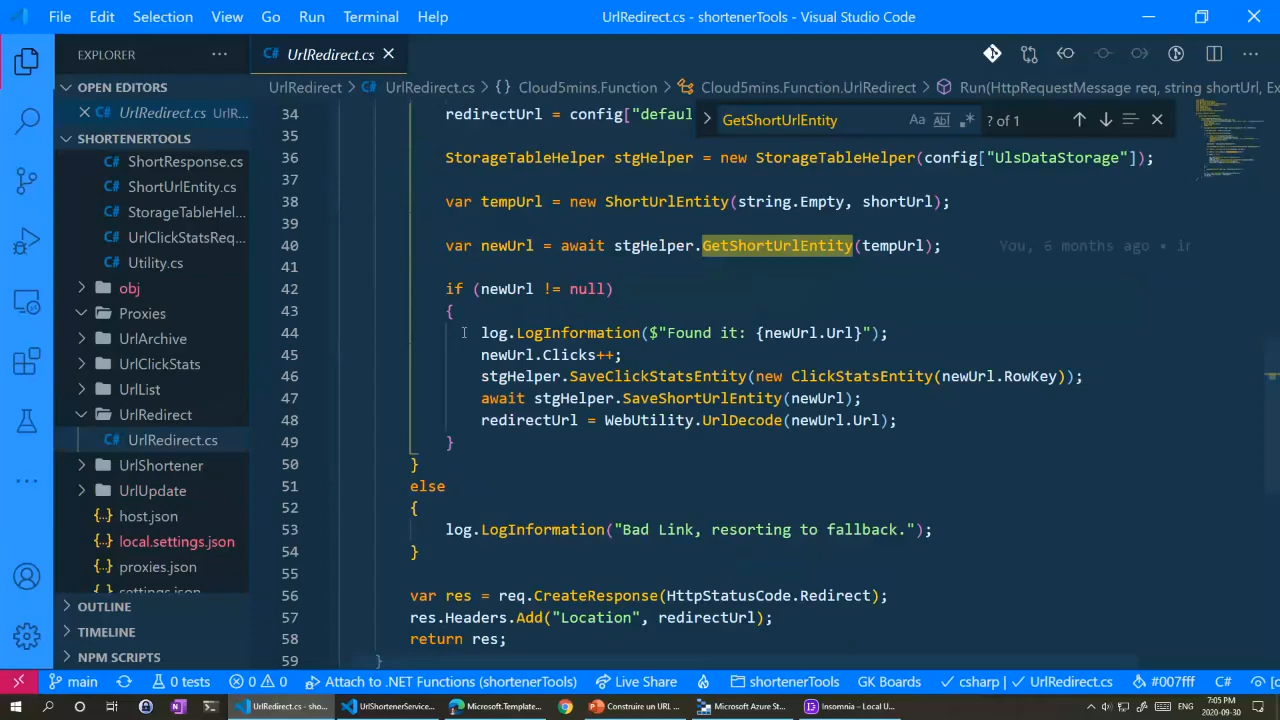 File Edit Selection View Go Run Terminal Help
UrlRedirect.cs - shortenerTools - Visual Studio Code
EXPLORER ···
OPEN EDITORS
C# UrlRedirect.cs UrlR...
SHORTENERTOOLS
C# ShortResponse.cs
C# ShortUrlEntity.cs
C# StorageTableHel...
C# UrlClickStatsReq...
C# Utility.cs
obj
Proxies
UrlArchive
UrlClickStats
UrlList
UrlRedirect
C# UrlRedirect.cs
UrlShortener
UrlUpdate
{..} host.json
{..} local.settings.json
{..} proxies.json
{..} settings.json
OUTLINE
TIMELINE
NPM SCRIPTS
C# UrlRedirect.cs
UrlRedirect > C# UrlRedirect.cs > {} Cloud5mins.Function > Cloud5mins.Function.UrlRedirect > Run(HttpRequestMessage req, string shortUrl, Ex
GetShortUrlEntity Aa Ab ? of 1
34 redirectUrl = config["defaul
35
36 StorageTableHelper stgHelper = new StorageTableHelper(config["UlsDataStorage"]);
37
38 var tempUrl = new ShortUrlEntity(string.Empty, shortUrl);
39
40 var newUrl = await stgHelper.GetShortUrlEntity(tempUrl); You, 6 months ago • in
41
42 if (newUrl != null)
43 {
44 log.LogInformation($"Found it: {newUrl.Url}");
45 newUrl.Clicks++;
46 stgHelper.SaveClickStatsEntity(new ClickStatsEntity(newUrl.RowKey));
47 await stgHelper.SaveShortUrlEntity(newUrl);
48 redirectUrl = WebUtility.UrlDecode(newUrl.Url);
49 }
50 }
51 else
52 {
53 log.LogInformation("Bad Link, resorting to fallback.");
54 }
55
56 var res = req.CreateResponse(HttpStatusCode.Redirect);
57 res.Headers.Add("Location", redirectUrl);
58 return res;
59 }
main 0 tests 0 0 Attach to .NET Functions (shortenerTools) Live Share shortenerTools GK Boards csharp | UrlRedirect.cs #007fff C#
UrlRedirect.cs - sho... UrlShortenerService... Microsoft.Template... Construire un URL ... Microsoft Azure St... Insomnia – Local U... 7:05 PM
2020-09-30